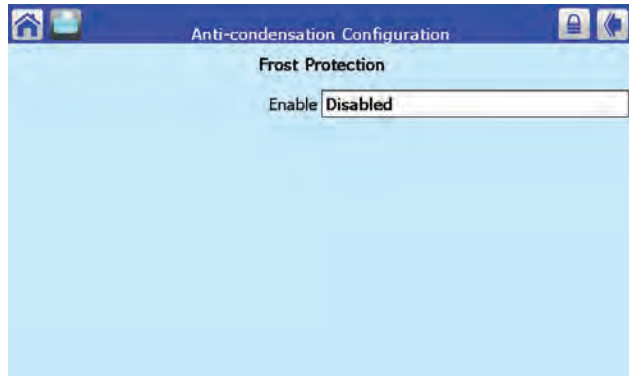 Anti-condensation Configuration
Frost Protection
Enable Disabled